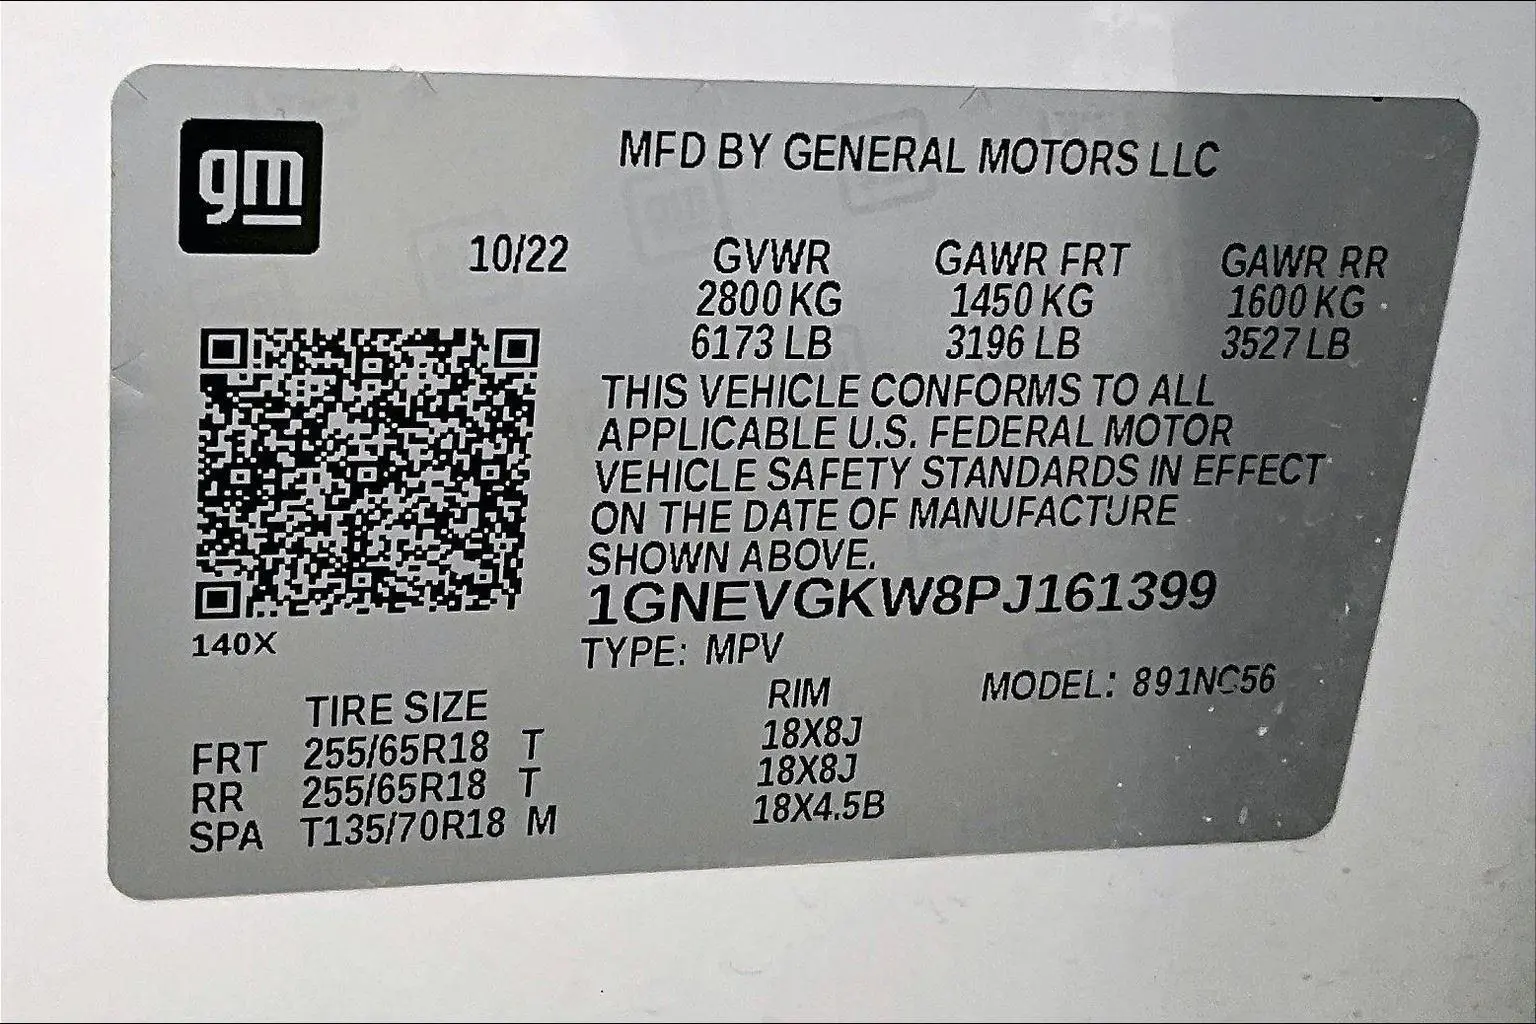 gm
MFD BY GENERAL MOTORS LLC
10/22 GVWR GAWR FRT GAWR RR
2800 KG 1450 KG 1600 KG
6173 LB 3196 LB 3527 LB
THIS VEHICLE CONFORMS TO ALL
APPLICABLE U.S. FEDERAL MOTOR
VEHICLE SAFETY STANDARDS IN EFFECT
ON THE DATE OF MANUFACTURE
SHOWN ABOVE.
1GNEVGKW8PJ161399
140X
TYPE: MPV
MODEL: 891NC56
TIRE SIZE RIM
FRT 255/65R18 T 18X8J
RR 255/65R18 T 18X8J
SPA T135/70R18 M 18X4.5B